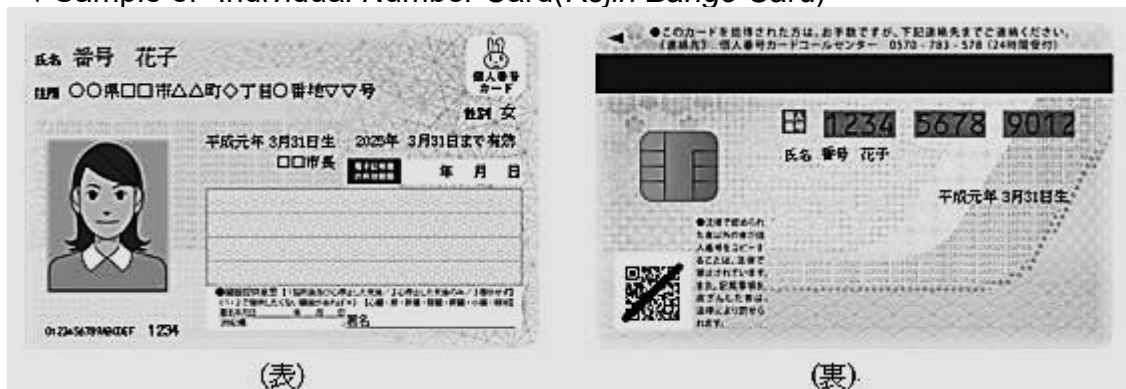 ▼Sample of "Individual Number Card(Kojin Bango Card)"
氏名 番号 花子
住所 〇〇県□□市△△町◇丁目〇番地▽▽号
個人番号
カード
性別 女
平成元年 3月31日生 2025年 3月31日まで有効
□□市長
年 月 日
署名
0123456789ABCDEF 1234
(表)
●このカードを拾得された方は、お手数ですが、下記連絡先までご連絡ください。
(連絡先) 個人番号カードコールセンター 0570-783-578 (24時間受付)
1234 5678 9012
氏名 番号 花子
平成元年 3月31日生
(裏)